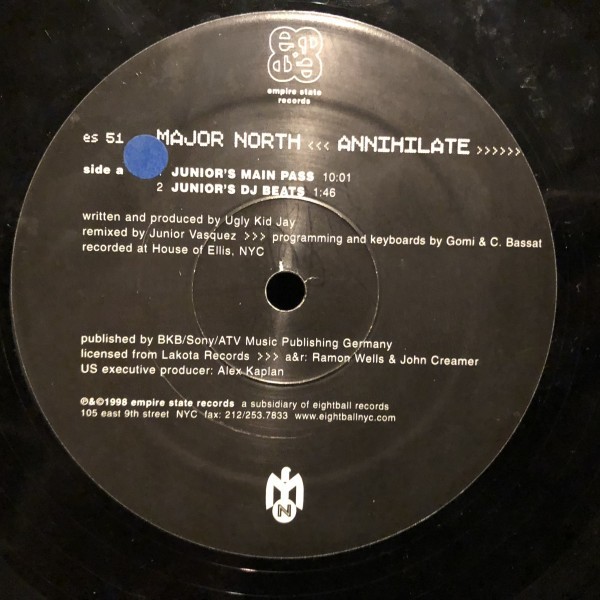 empire state
records
es 51 MAJOR NORTH <<< ANNIHILATE >>>>>>
side a 1 JUNIOR'S MAIN PASS 10:01
2 JUNIOR'S DJ BEATS 1:46
written and produced by Ugly Kid Jay
remixed by Junior Vasquez >>> programming and keyboards by Gomi & C. Bassat
recorded at House of Ellis, NYC
published by BKB/Sony/ATV Music Publishing Germany
licensed from Lakota Records >>> a&r: Ramon Wells & John Creamer
US executive producer: Alex Kaplan
℗&©1998 empire state records a subsidiary of eightball records
105 east 9th street NYC fax: 212/253.7833 www.eightballnyc.com
N